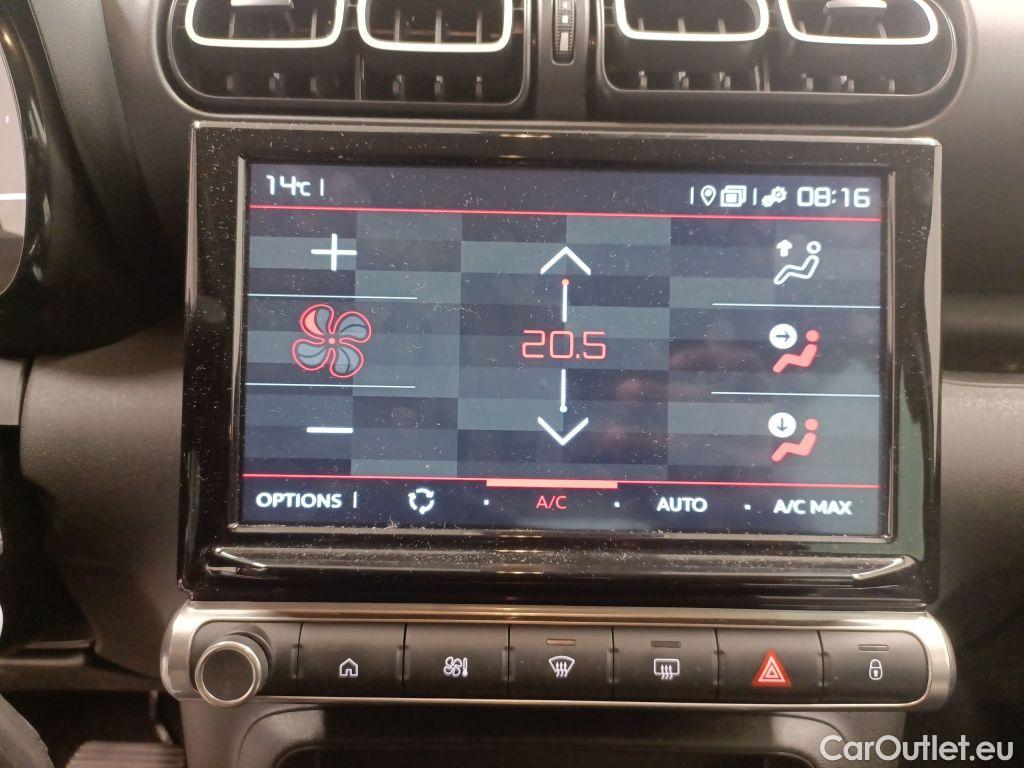 14c
08:16
20.5
OPTIONS
A/C
AUTO
A/C MAX
CarOutlet.eu